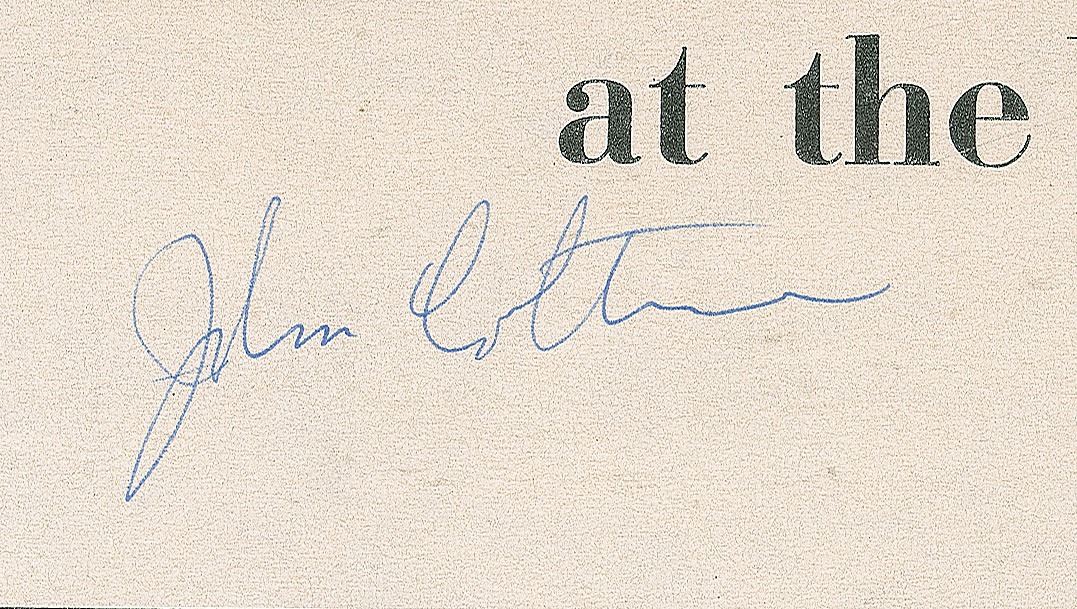 at the
John Coltrane